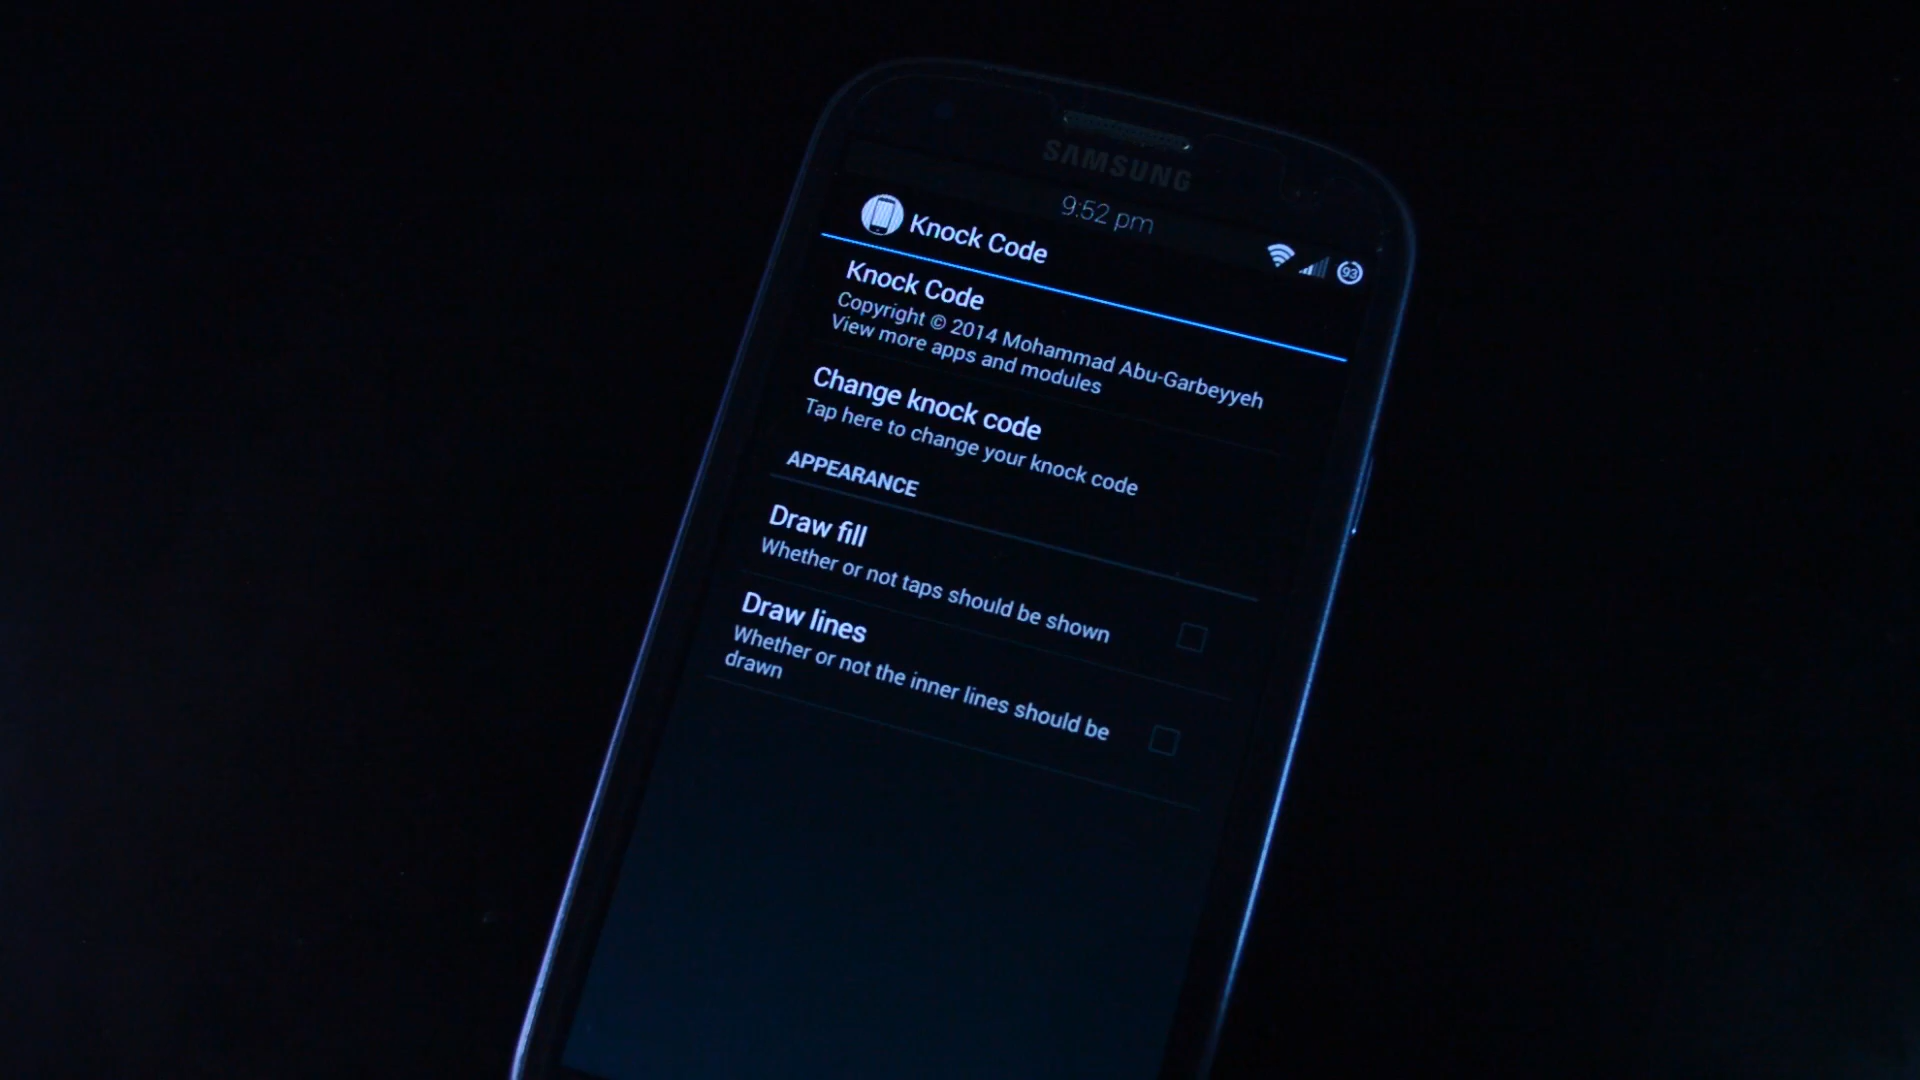 SAMSUNG
9:52 pm
93
Knock Code
Knock Code
Copyright © 2014 Mohammad Abu-Garbeyyeh
View more apps and modules
Change knock code
Tap here to change your knock code
APPEARANCE
Draw fill
Whether or not taps should be shown
Draw lines
Whether or not the inner lines should be
drawn